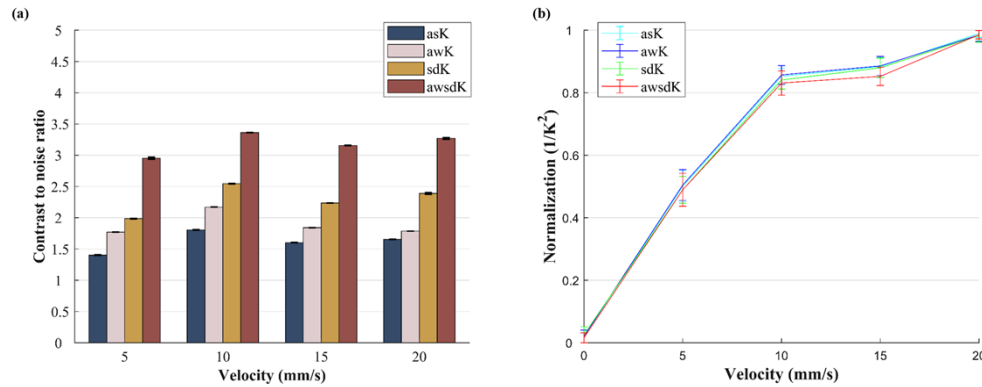 (a)
Contrast to noise ratio
5
4.5
4
3.5
3
2.5
2
1.5
1
0.5
0
asK
awK
sdK
awsdK
5 10 15 20
Velocity (mm/s)
(b)
Normalization (1/K²)
1
0.8
0.6
0.4
0.2
0
asK
awK
sdK
awsdK
0 5 10 15 20
Velocity (mm/s)